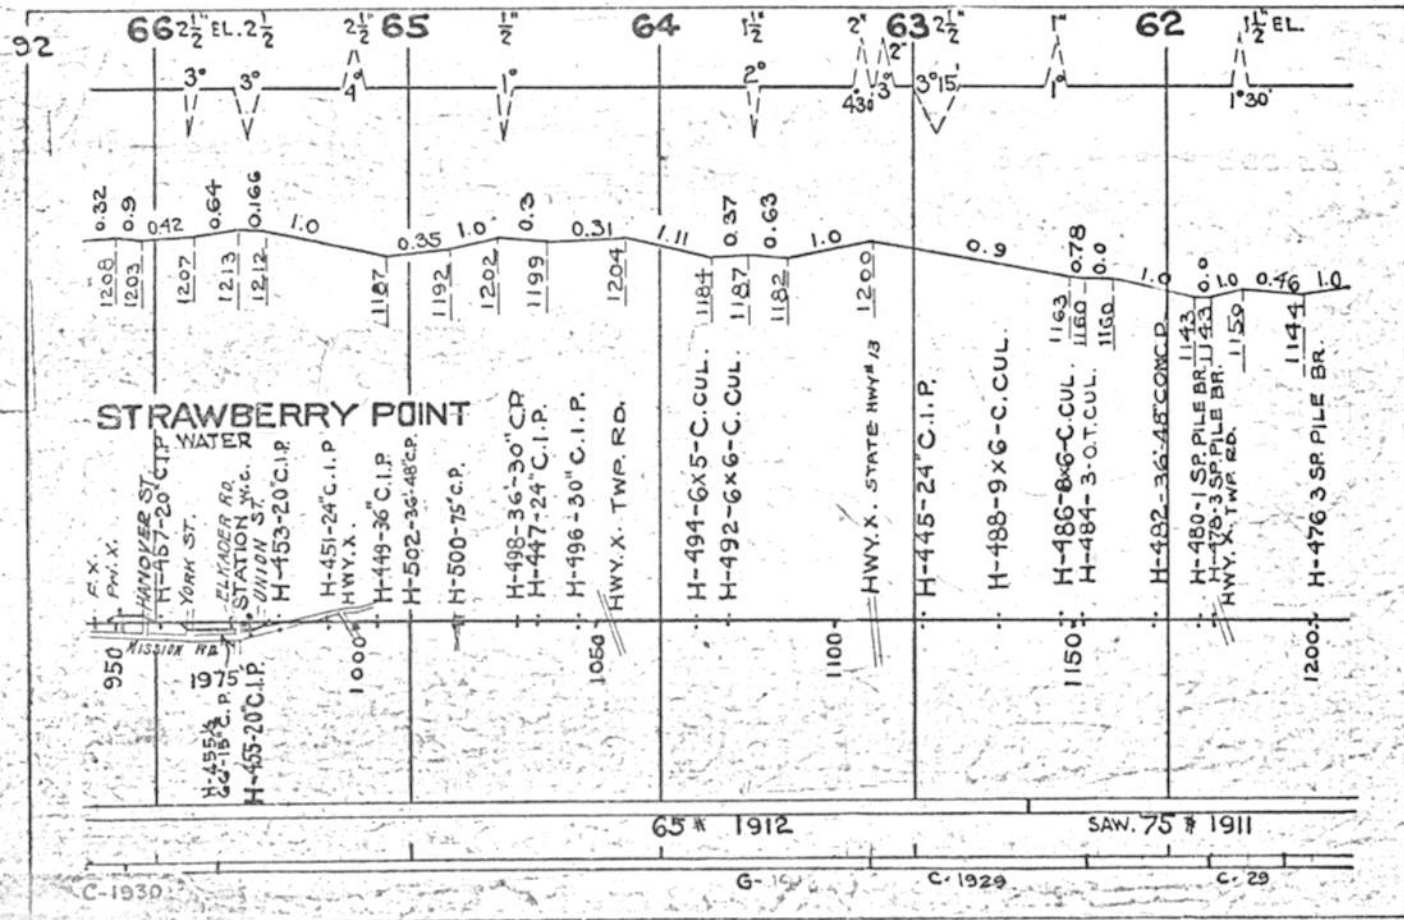 92
66 2½" EL. 2½ 2½" 65 ½" 64 1½" 2" 63 2½" 1" 62 1½" EL.
2"
3° 3° 4° 1° 2° 4°30' 3° 3°15' 1° 1°30'
0.32 0.9 0.42 0.64 0.166 1.0 0.35 1.0 0.3 0.31 1.11 0.37 0.63 1.0 0.9 0.78 0.0 1.0 0.0 1.0 0.46 1.0
1208 1203 1207 1213 1212 1187 1192 1202 1199 1204 1184 1187 1182 1200 1163 1160 1160 1143 1143 1150 1144
STRAWBERRY POINT
WATER
F.X.
Pri.X.
HANOVER ST.
H-457-20"C.I.P.
YORK ST.
ELKADER RD.
STATION W.C.
UNION ST.
H-453-20"C.I.P.
H-451-24"C.I.P.
HWY.X.
H-449-36"C.I.P.
H-502-36'-48"C.P.
H-500-75'C.P.
H-498-36'-30"C.P.
H-447-24"C.I.P.
H-496-30"C.I.P.
HWY.X. TWP. RD.
H-494-6X5-C.CUL.
H-492-6X6-C.CUL.
HWY.X. STATE HWY# 13
H-445-24"C.I.P.
H-488-9X6-C.CUL.
H-486-8X6-C.CUL.
H-484-3-O.T.CUL.
H-482-36'-48"CONC.P.
H-480-1 SP. PILE BR.
H-478-3 SP. PILE BR.
HWY.X. TWP. RD.
H-476 3 SP. PILE BR.
MISSION RD.
950 1975 1000 1050 1100 1150 1200
H-455½
66'-15"C.P.
H-455-20"C.I.P.
65# 1912 SAW. 75# 1911
C-1930 G- C-1929 C-29